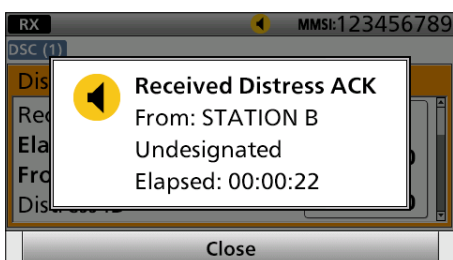 RX MMSI:123456789
DSC (1)
Received Distress ACK
From: STATION B
Undesignated
Elapsed: 00:00:22
Close